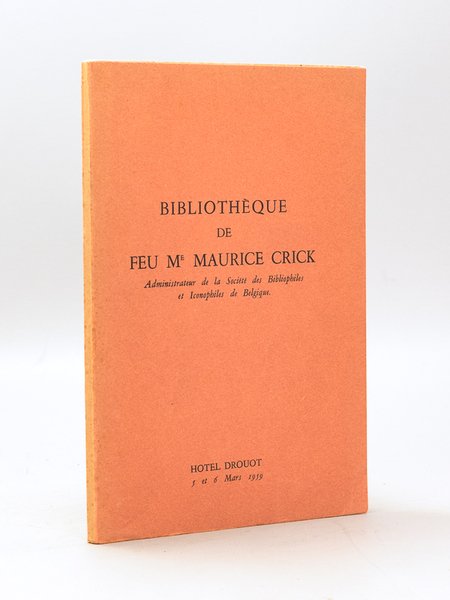 BIBLIOTHÈQUE
DE
FEU Mᴱ MAURICE CRICK
Administrateur de la Société des Bibliophiles
et Iconophiles de Belgique.
HOTEL DROUOT
5 et 6 Mars 1959